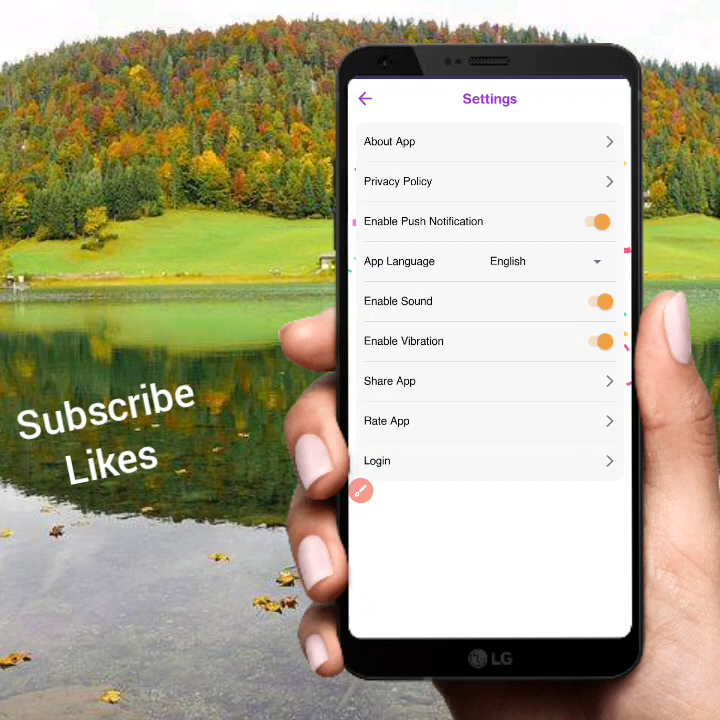 Settings
About App
Privacy Policy
Enable Push Notification
App Language English
Enable Sound
Enable Vibration
Share App
Rate App
Login
Subscribe
Likes
LG